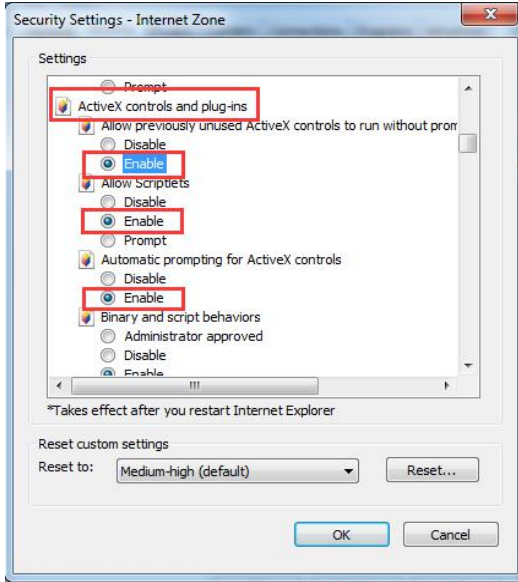 Security Settings - Internet Zone
Settings
Prompt
ActiveX controls and plug-ins
Allow previously unused ActiveX controls to run without prom
Disable
Enable
Allow Scriptlets
Disable
Enable
Prompt
Automatic prompting for ActiveX controls
Disable
Enable
Binary and script behaviors
Administrator approved
Disable
Enable
*Takes effect after you restart Internet Explorer
Reset custom settings
Reset to: Medium-high (default) Reset...
OK Cancel